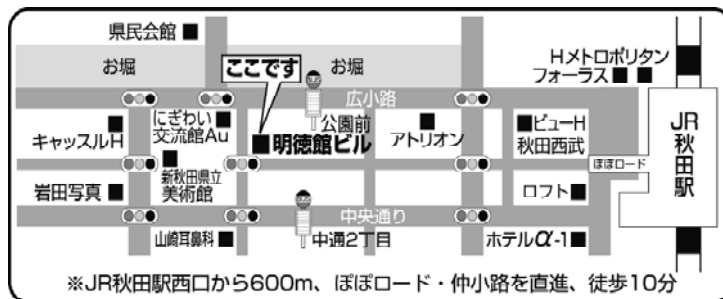 県民会館
お堀
ここです
お堀
Hメトロポリタン
フォーラス
広小路
キャッスルH
にぎわい
交流館Au
公園前
明徳館ビル
アトリオン
ビューH
秋田西武
JR秋田駅
ぽぽロード
岩田写真
新秋田県立
美術館
ロフト
中央通り
山崎耳鼻科
中通2丁目
ホテルα-1
※JR秋田駅西口から600m、ぽぽロード・仲小路を直進、徒歩10分